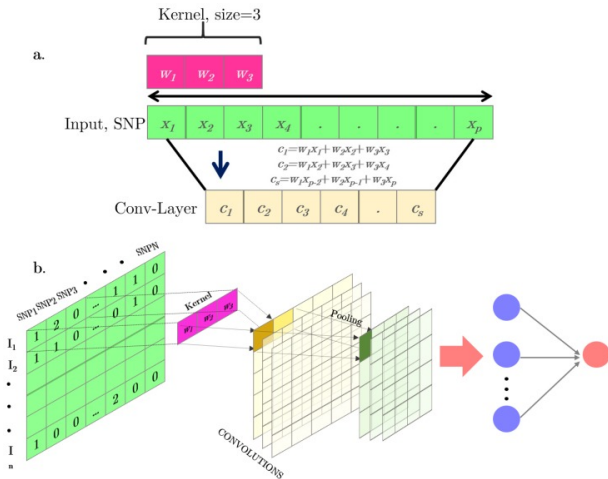 Kernel, size=3
a.
w1 w2 w3
Input, SNP x1 x2 x3 x4 . . . . xp
c1=w1x1+w2x2+w3x3
c2=w1x2+w2x3+w3x4
cs=w1xp-2+w2xp-1+w3xp
Conv-Layer c1 c2 c3 c4 . cs
b.
SNP1 SNP2 SNP3 • • • SNPN
Kernel
w1 w2 w3
Pooling
I1 1 2 0 ... 1 1 0
I2 1 1 0 ... 0 1 0
•
•
•
In 1 0 0 ... 2 0 0
CONVOLUTIONS